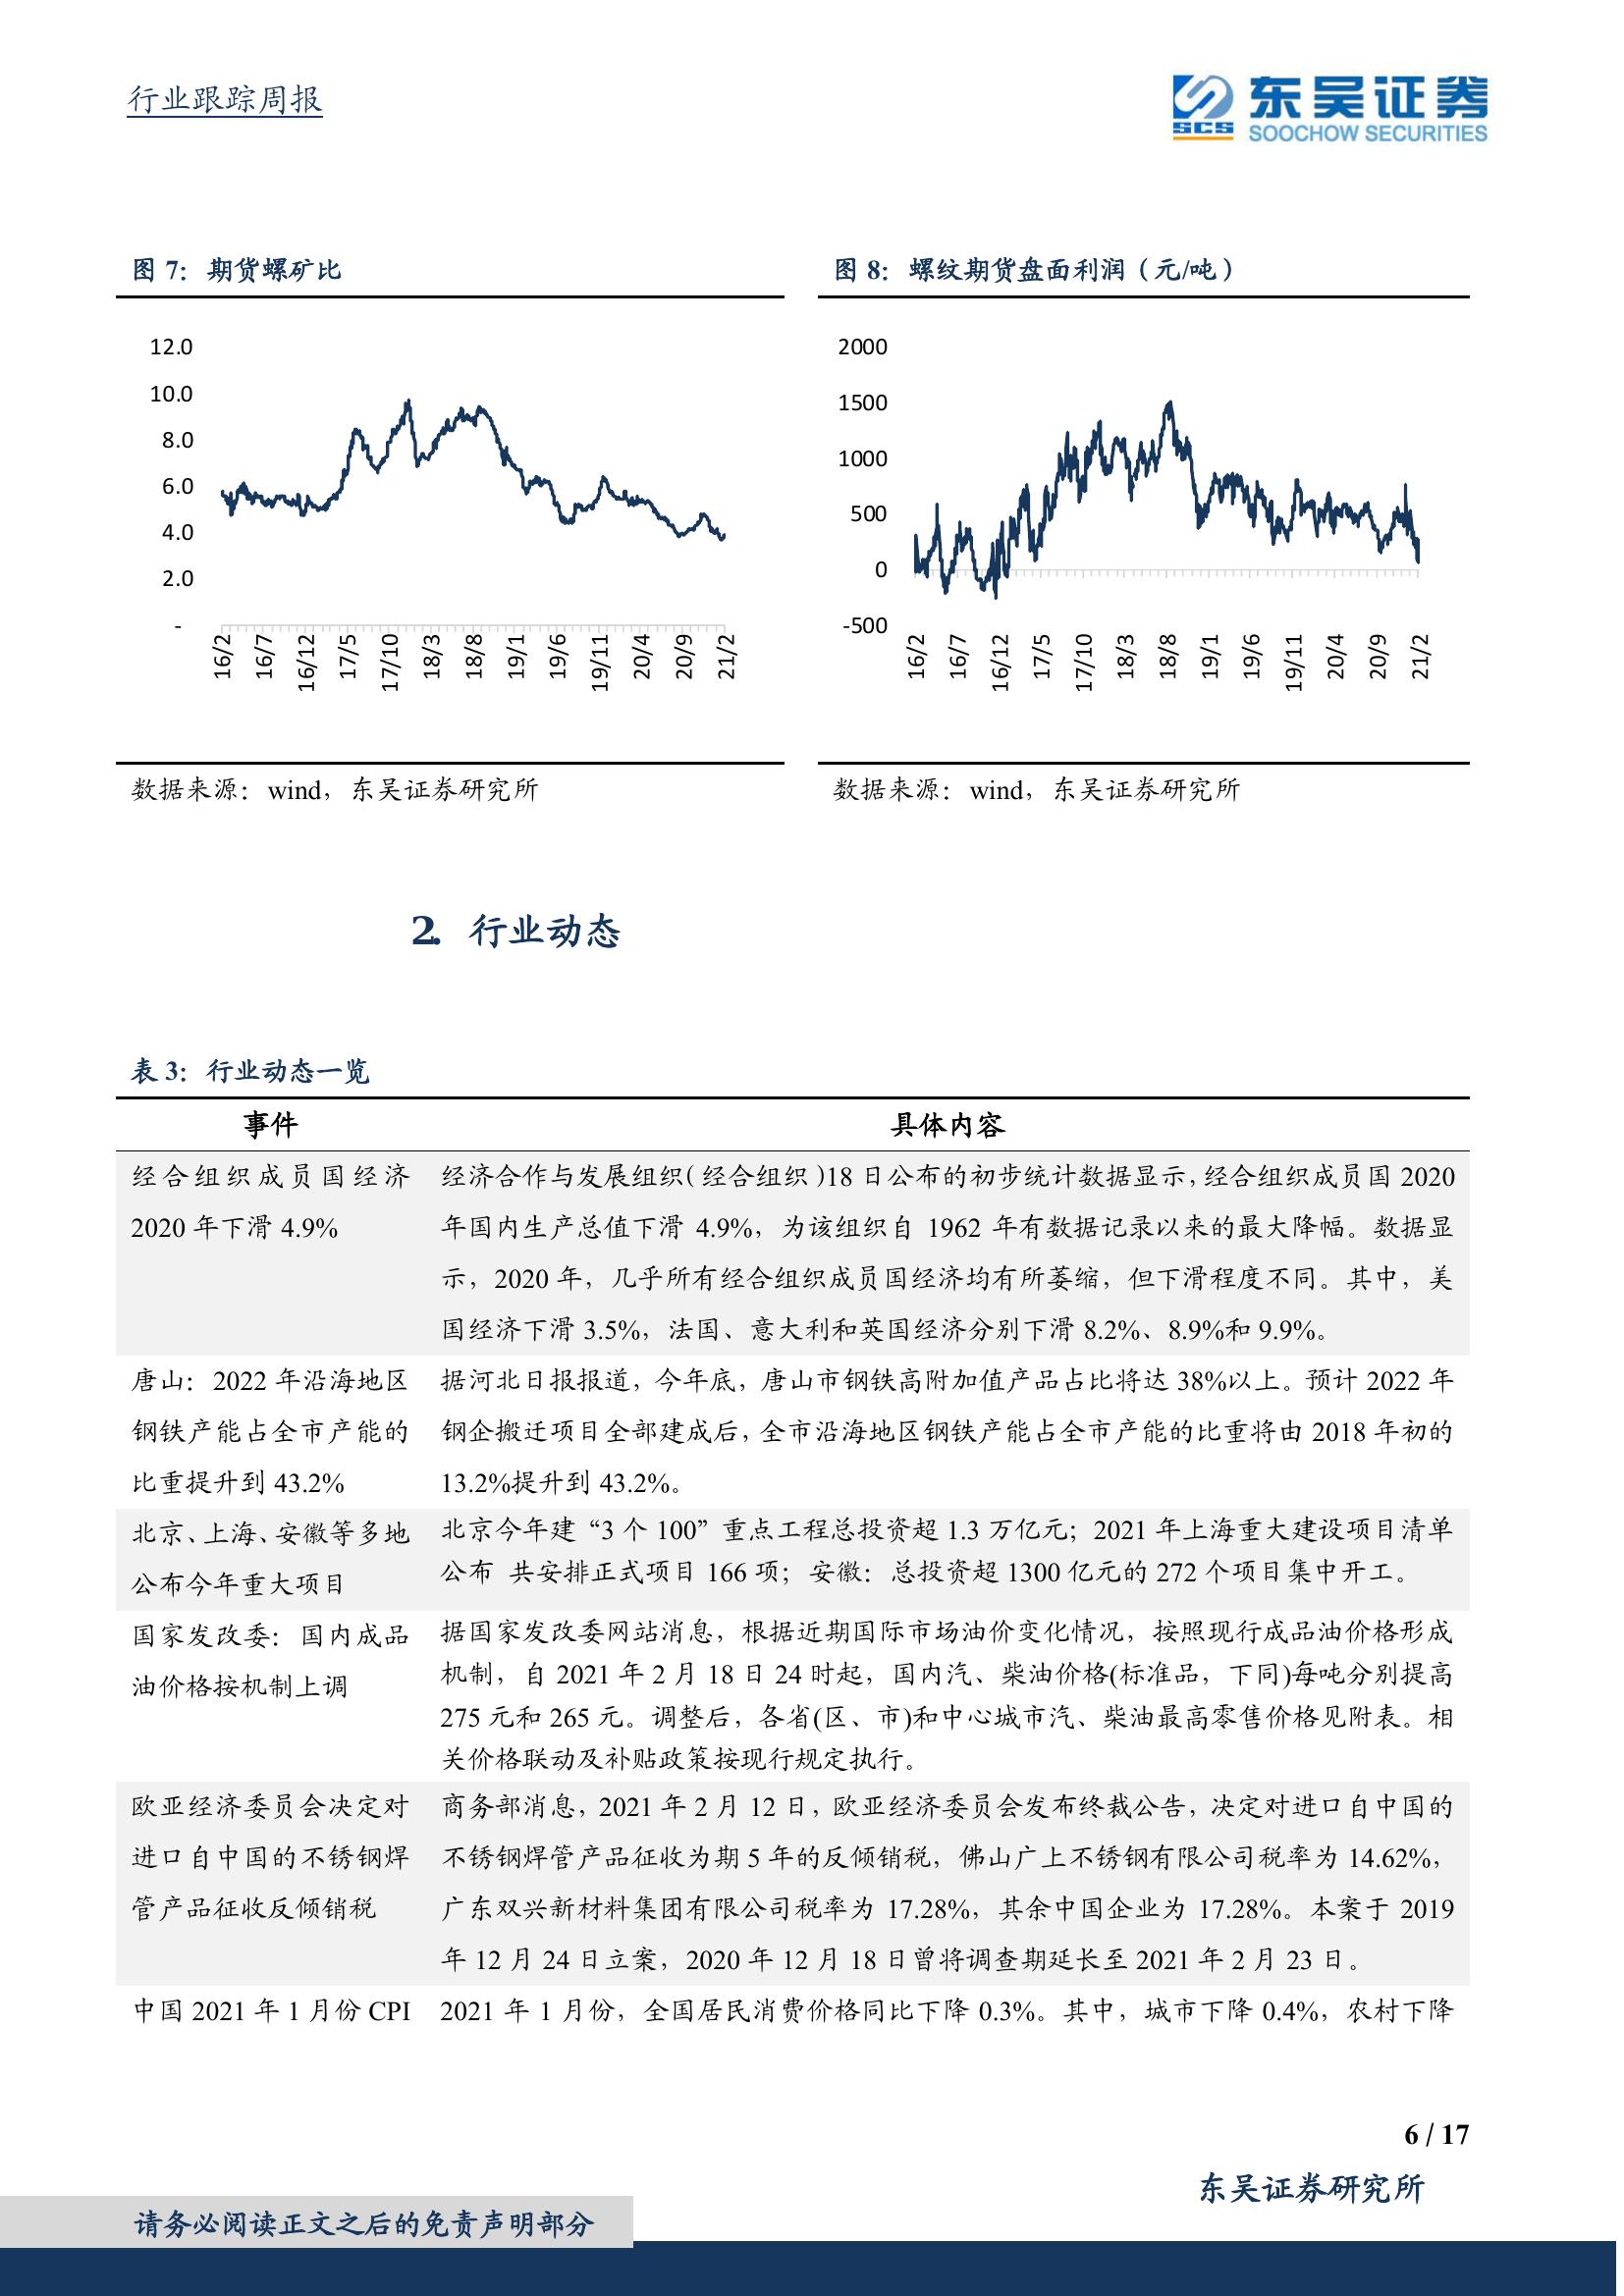 行业跟踪周报
SCS 东吴证券
SOOCHOW SECURITIES
图 7：期货螺矿比
12.0
10.0
8.0
6.0
4.0
2.0
-
16/2 16/7 16/12 17/5 17/10 18/3 18/8 19/1 19/6 19/11 20/4 20/9 21/2
数据来源：wind，东吴证券研究所
图 8：螺纹期货盘面利润（元/吨）
2000
1500
1000
500
0
-500
16/2 16/7 16/12 17/5 17/10 18/3 18/8 19/1 19/6 19/11 20/4 20/9 21/2
数据来源：wind，东吴证券研究所
2. 行业动态
表 3：行业动态一览
事件 具体内容
经合组织成员国经济
2020 年下滑 4.9%
经济合作与发展组织(经合组织)18 日公布的初步统计数据显示，经合组织成员国 2020
年国内生产总值下滑 4.9%，为该组织自 1962 年有数据记录以来的最大降幅。数据显
示，2020 年，几乎所有经合组织成员国经济均有所萎缩，但下滑程度不同。其中，美
国经济下滑 3.5%，法国、意大利和英国经济分别下滑 8.2%、8.9%和 9.9%。
唐山：2022 年沿海地区
钢铁产能占全市产能的
比重提升到 43.2%
据河北日报报道，今年底，唐山市钢铁高附加值产品占比将达 38%以上。预计 2022 年
钢企搬迁项目全部建成后，全市沿海地区钢铁产能占全市产能的比重将由 2018 年初的
13.2%提升到 43.2%。
北京、上海、安徽等多地
公布今年重大项目
北京今年建“3 个 100”重点工程总投资超 1.3 万亿元；2021 年上海重大建设项目清单
公布 共安排正式项目 166 项；安徽：总投资超 1300 亿元的 272 个项目集中开工。
国家发改委：国内成品
油价格按机制上调
据国家发改委网站消息，根据近期国际市场油价变化情况，按照现行成品油价格形成
机制，自 2021 年 2 月 18 日 24 时起，国内汽、柴油价格(标准品，下同)每吨分别提高
275 元和 265 元。调整后，各省(区、市)和中心城市汽、柴油最高零售价格见附表。相
关价格联动及补贴政策按现行规定执行。
欧亚经济委员会决定对
进口自中国的不锈钢焊
管产品征收反倾销税
商务部消息，2021 年 2 月 12 日，欧亚经济委员会发布终裁公告，决定对进口自中国的
不锈钢焊管产品征收为期 5 年的反倾销税，佛山广上不锈钢有限公司税率为 14.62%，
广东双兴新材料集团有限公司税率为 17.28%，其余中国企业为 17.28%。本案于 2019
年 12 月 24 日立案，2020 年 12 月 18 日曾将调查期延长至 2021 年 2 月 23 日。
中国 2021 年 1 月份 CPI
2021 年 1 月份，全国居民消费价格同比下降 0.3%。其中，城市下降 0.4%，农村下降
6 / 17
东吴证券研究所
请务必阅读正文之后的免责声明部分